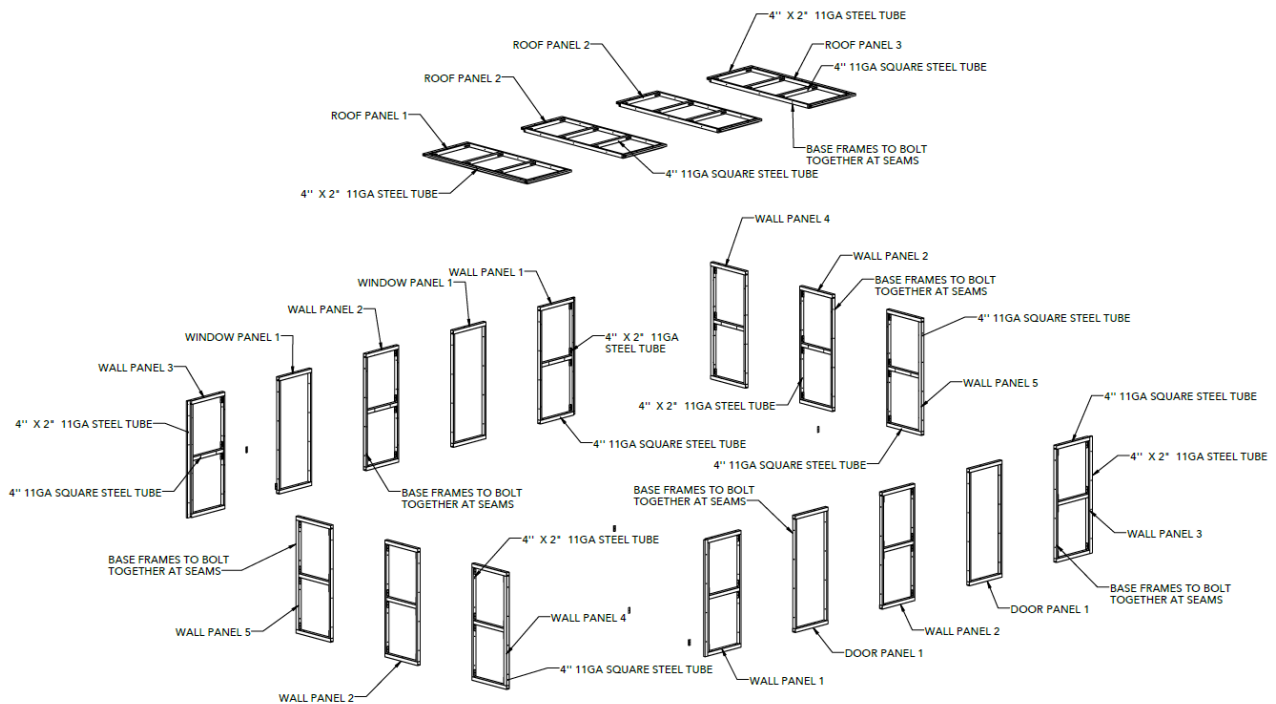 4'' X 2" 11GA STEEL TUBE
ROOF PANEL 2
ROOF PANEL 3
4'' 11GA SQUARE STEEL TUBE
ROOF PANEL 2
ROOF PANEL 1
BASE FRAMES TO BOLT
TOGETHER AT SEAMS
4'' 11GA SQUARE STEEL TUBE
4'' X 2" 11GA STEEL TUBE
WALL PANEL 4
WALL PANEL 2
WALL PANEL 1
WINDOW PANEL 1
BASE FRAMES TO BOLT
TOGETHER AT SEAMS
WALL PANEL 2
4'' 11GA SQUARE STEEL TUBE
WINDOW PANEL 1
4'' X 2" 11GA
STEEL TUBE
WALL PANEL 3
WALL PANEL 5
4'' 11GA SQUARE STEEL TUBE
4'' X 2" 11GA STEEL TUBE
4'' X 2" 11GA STEEL TUBE
4'' 11GA SQUARE STEEL TUBE
4'' X 2" 11GA STEEL TUBE
4'' 11GA SQUARE STEEL TUBE
4'' 11GA SQUARE STEEL TUBE
BASE FRAMES TO BOLT
TOGETHER AT SEAMS
BASE FRAMES TO BOLT
TOGETHER AT SEAMS
WALL PANEL 3
4'' X 2" 11GA STEEL TUBE
BASE FRAMES TO BOLT
TOGETHER AT SEAMS
BASE FRAMES TO BOLT
TOGETHER AT SEAMS
DOOR PANEL 1
WALL PANEL 4
WALL PANEL 5
WALL PANEL 2
DOOR PANEL 1
4'' 11GA SQUARE STEEL TUBE
WALL PANEL 1
WALL PANEL 2